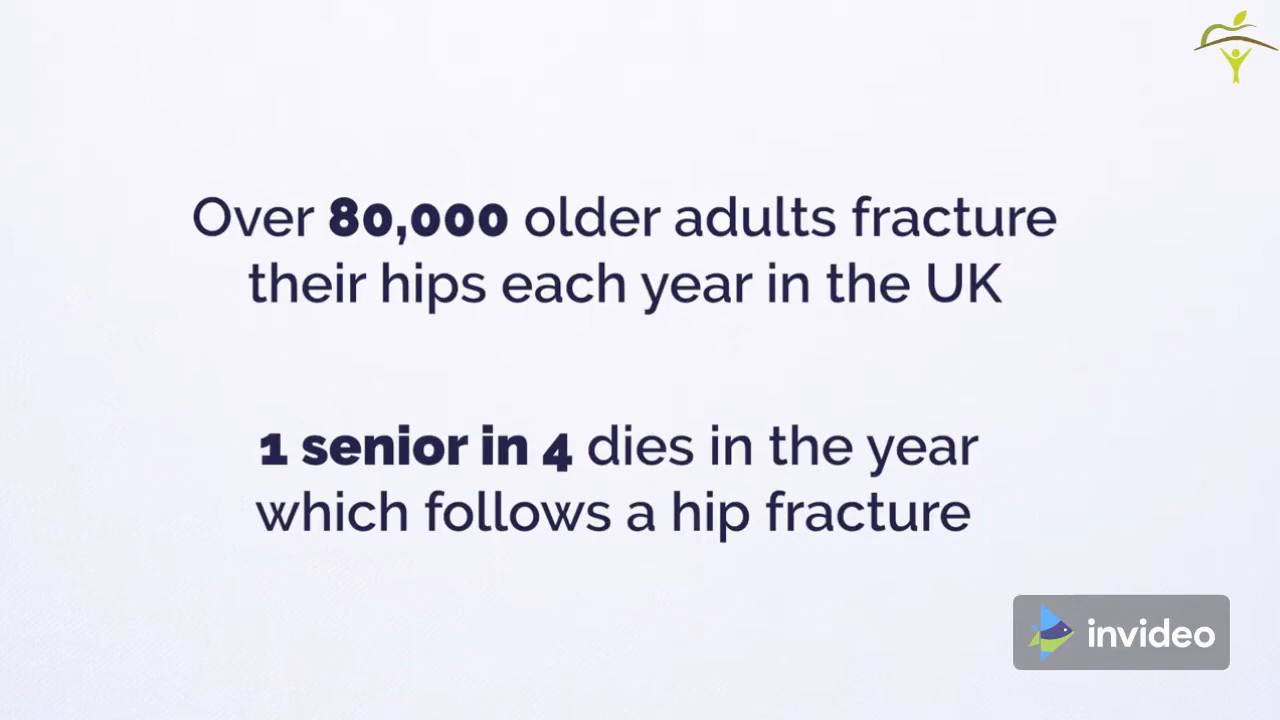 Over 80,000 older adults fracture
their hips each year in the UK
1 senior in 4 dies in the year
which follows a hip fracture
invideo